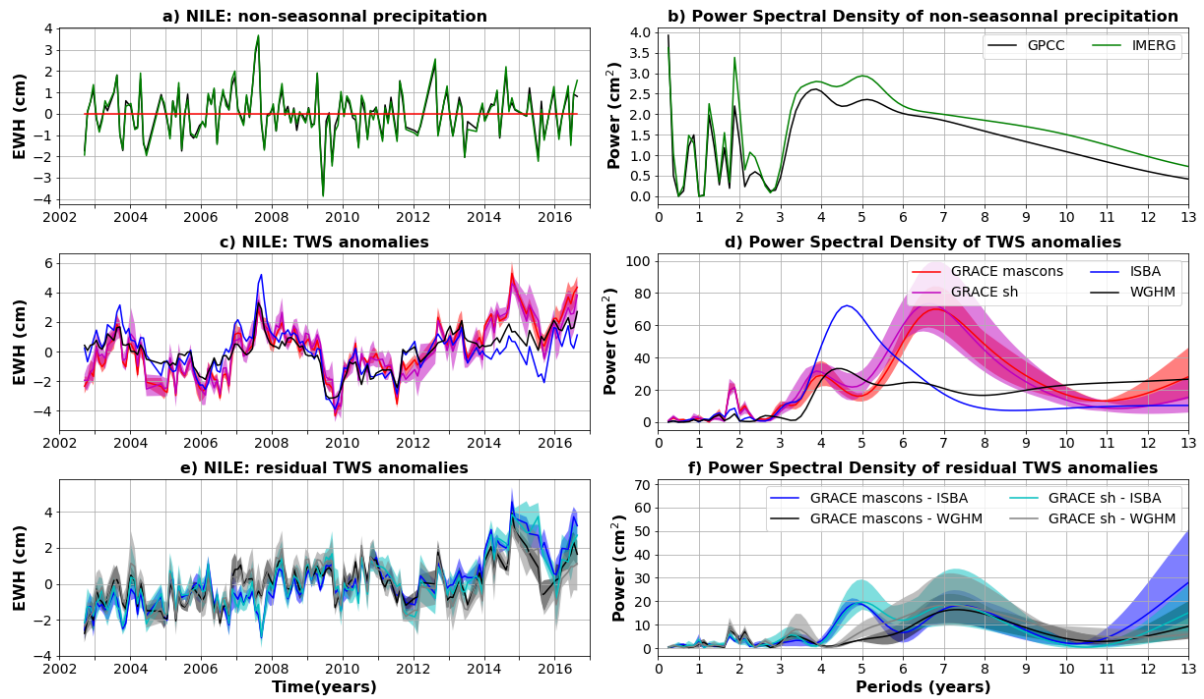 a) NILE: non-seasonnal precipitation
EWH (cm)
4
3
2
1
0
−1
−2
−3
−4
2002 2004 2006 2008 2010 2012 2014 2016
b) Power Spectral Density of non-seasonnal precipitation
Power (cm²)
4.0
3.5
3.0
2.5
2.0
1.5
1.0
0.5
0.0
GPCC IMERG
0 1 2 3 4 5 6 7 8 9 10 11 12 13
c) NILE: TWS anomalies
EWH (cm)
6
4
2
0
−2
−4
2002 2004 2006 2008 2010 2012 2014 2016
d) Power Spectral Density of TWS anomalies
Power (cm²)
100
80
60
40
20
0
GRACE mascons ISBA
GRACE sh WGHM
0 1 2 3 4 5 6 7 8 9 10 11 12 13
e) NILE: residual TWS anomalies
EWH (cm)
4
2
0
−2
−4
2002 2004 2006 2008 2010 2012 2014 2016
Time(years)
f) Power Spectral Density of residual TWS anomalies
Power (cm²)
70
60
50
40
30
20
10
0
GRACE mascons - ISBA GRACE sh - ISBA
GRACE mascons - WGHM GRACE sh - WGHM
0 1 2 3 4 5 6 7 8 9 10 11 12 13
Periods (years)